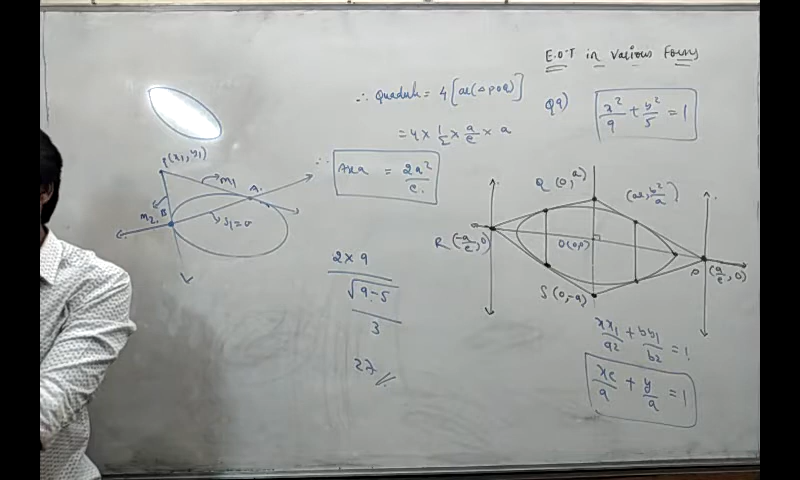 E.O.T in Various Forms
∴ Quadrili = 4 [ar(△POQ)]
= 4 × 1/2 × a/e × a
∴ Area = 2a²/e.
Q9) x²/9 + y²/5 = 1
P(x₁, y₁)
m₁
A.
m₂
B
S₁ = 0
2 × 9
√9-5
3
27
Q (0, a)
(ae, b²/a)
R (-a/e, 0)
O(0,0)
P (a/e, 0)
S (0, -a)
xx₁/a² + yy₁/b² = 1.
xe/a + y/a = 1